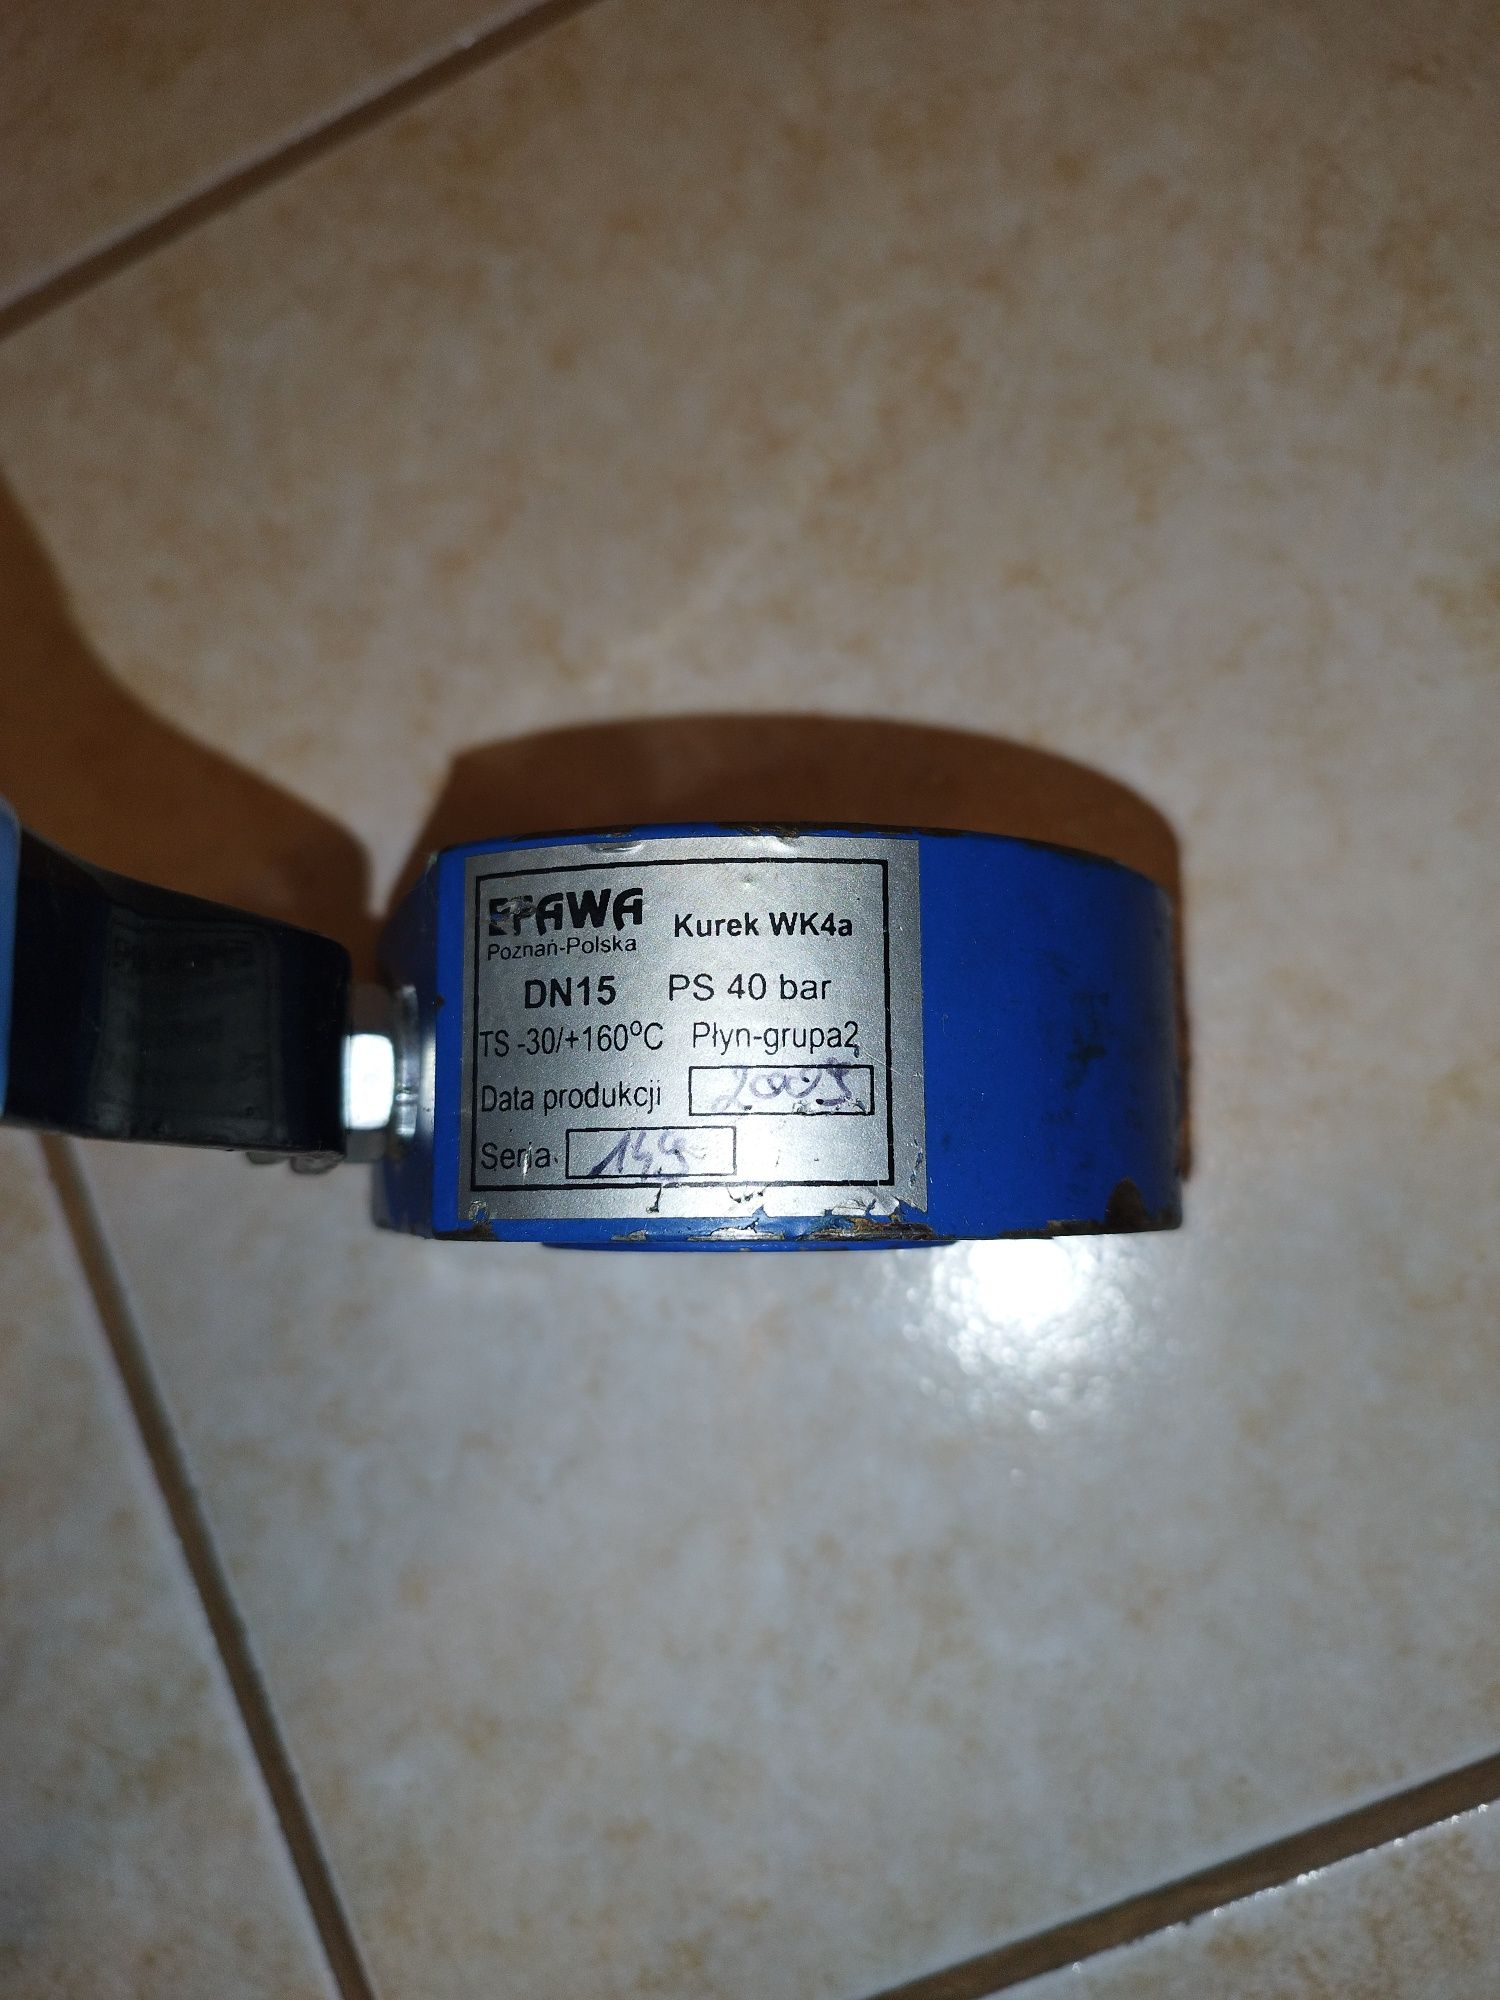 EFAWA Kurek WK4a
Poznań-Polska
DN15 PS 40 bar
TS -30/+160°C Płyn-grupa2
Data produkcji
Seria